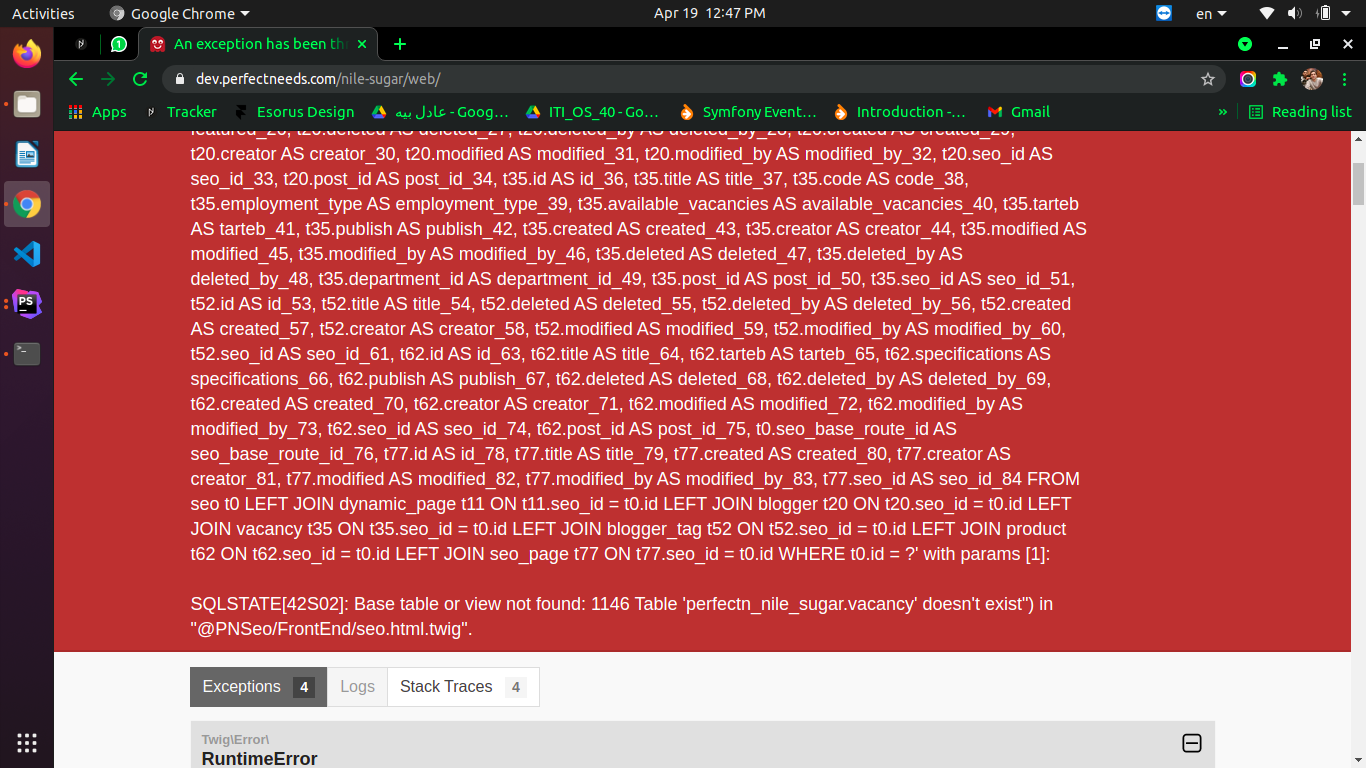 Activities
Google Chrome
Apr 19 12:47 PM
en
An exception has been th
dev.perfectneeds.com/nile-sugar/web/
Apps
Tracker
Esorus Design
عادل بيه - Goog…
ITI_OS_40 - Go…
Symfony Event…
Introduction -…
Gmail
»
Reading list
featured_26, t20.deleted AS deleted_27, t20.deleted_by AS deleted_by_28, t20.created AS created_29,
t20.creator AS creator_30, t20.modified AS modified_31, t20.modified_by AS modified_by_32, t20.seo_id AS
seo_id_33, t20.post_id AS post_id_34, t35.id AS id_36, t35.title AS title_37, t35.code AS code_38,
t35.employment_type AS employment_type_39, t35.available_vacancies AS available_vacancies_40, t35.tarteb
AS tarteb_41, t35.publish AS publish_42, t35.created AS created_43, t35.creator AS creator_44, t35.modified AS
modified_45, t35.modified_by AS modified_by_46, t35.deleted AS deleted_47, t35.deleted_by AS
deleted_by_48, t35.department_id AS department_id_49, t35.post_id AS post_id_50, t35.seo_id AS seo_id_51,
t52.id AS id_53, t52.title AS title_54, t52.deleted AS deleted_55, t52.deleted_by AS deleted_by_56, t52.created
AS created_57, t52.creator AS creator_58, t52.modified AS modified_59, t52.modified_by AS modified_by_60,
t52.seo_id AS seo_id_61, t62.id AS id_63, t62.title AS title_64, t62.tarteb AS tarteb_65, t62.specifications AS
specifications_66, t62.publish AS publish_67, t62.deleted AS deleted_68, t62.deleted_by AS deleted_by_69,
t62.created AS created_70, t62.creator AS creator_71, t62.modified AS modified_72, t62.modified_by AS
modified_by_73, t62.seo_id AS seo_id_74, t62.post_id AS post_id_75, t0.seo_base_route_id AS
seo_base_route_id_76, t77.id AS id_78, t77.title AS title_79, t77.created AS created_80, t77.creator AS
creator_81, t77.modified AS modified_82, t77.modified_by AS modified_by_83, t77.seo_id AS seo_id_84 FROM
seo t0 LEFT JOIN dynamic_page t11 ON t11.seo_id = t0.id LEFT JOIN blogger t20 ON t20.seo_id = t0.id LEFT
JOIN vacancy t35 ON t35.seo_id = t0.id LEFT JOIN blogger_tag t52 ON t52.seo_id = t0.id LEFT JOIN product
t62 ON t62.seo_id = t0.id LEFT JOIN seo_page t77 ON t77.seo_id = t0.id WHERE t0.id = ?' with params [1]:
SQLSTATE[42S02]: Base table or view not found: 1146 Table 'perfectn_nile_sugar.vacancy' doesn't exist") in
"@PNSeo/FrontEnd/seo.html.twig".
Exceptions 4
Logs
Stack Traces 4
Twig\Error\
RuntimeError
PS